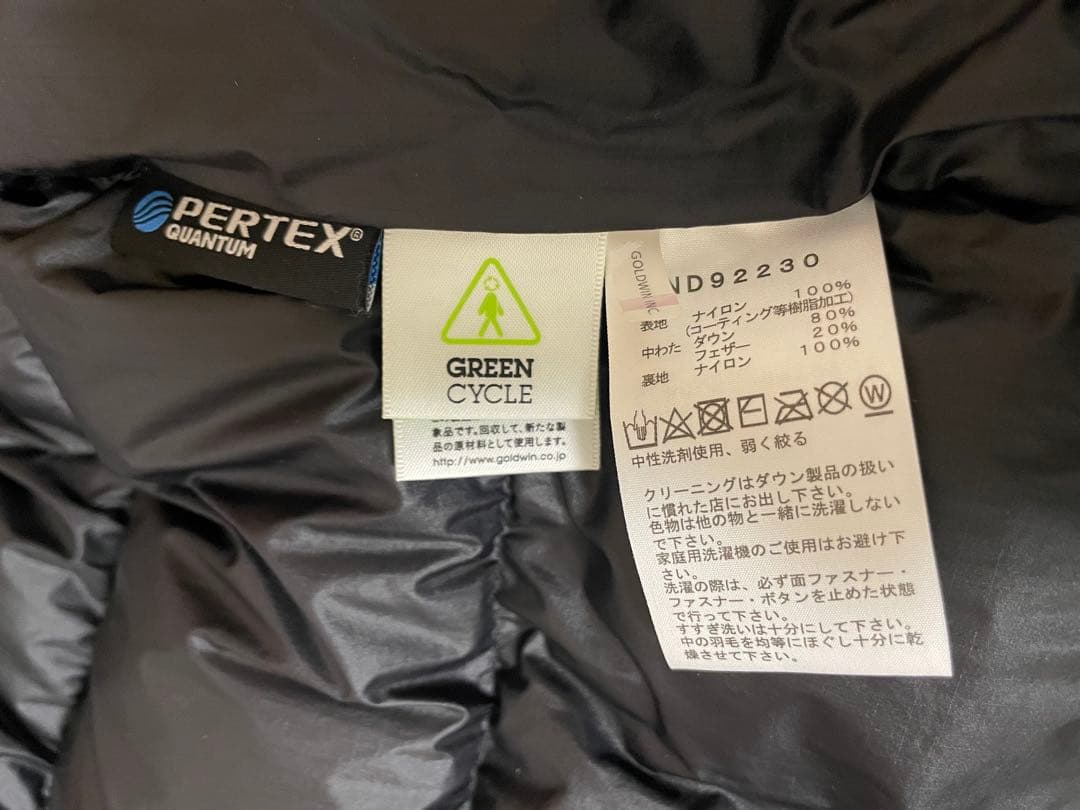 PERTEX®
QUANTUM
GREEN
CYCLE
象品です。回収して、新たな製
品の原材料として使用します。
http://www.goldwin.co.jp
GOLDWIN INC
ND92230
表地 ナイロン 100%
(コーティング等樹脂加工)
中わた ダウン 80%
フェザー 20%
裏地 ナイロン 100%
W
中性洗剤使用、弱く絞る
クリーニングはダウン製品の扱い
に慣れた店にお出し下さい。
色物は他の物と一緒に洗濯しない
で下さい。
家庭用洗濯機のご使用はお避け下
さい。
洗濯の際は、必ず面ファスナー・
ファスナー・ボタンを止めた状態
で行って下さい。
すすぎ洗いは十分にして下さい。
中の羽毛を均等にほぐし十分に乾
燥させて下さい。